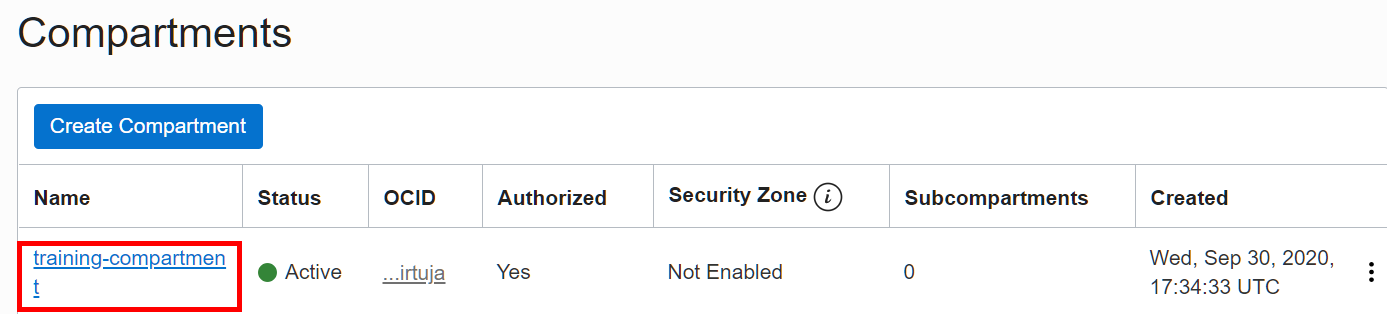 Compartments
Create Compartment
Name Status OCID Authorized Security Zone i Subcompartments Created
training-compartmen
t
Active
...irtuja
Yes
Not Enabled
0
Wed, Sep 30, 2020,
17:34:33 UTC